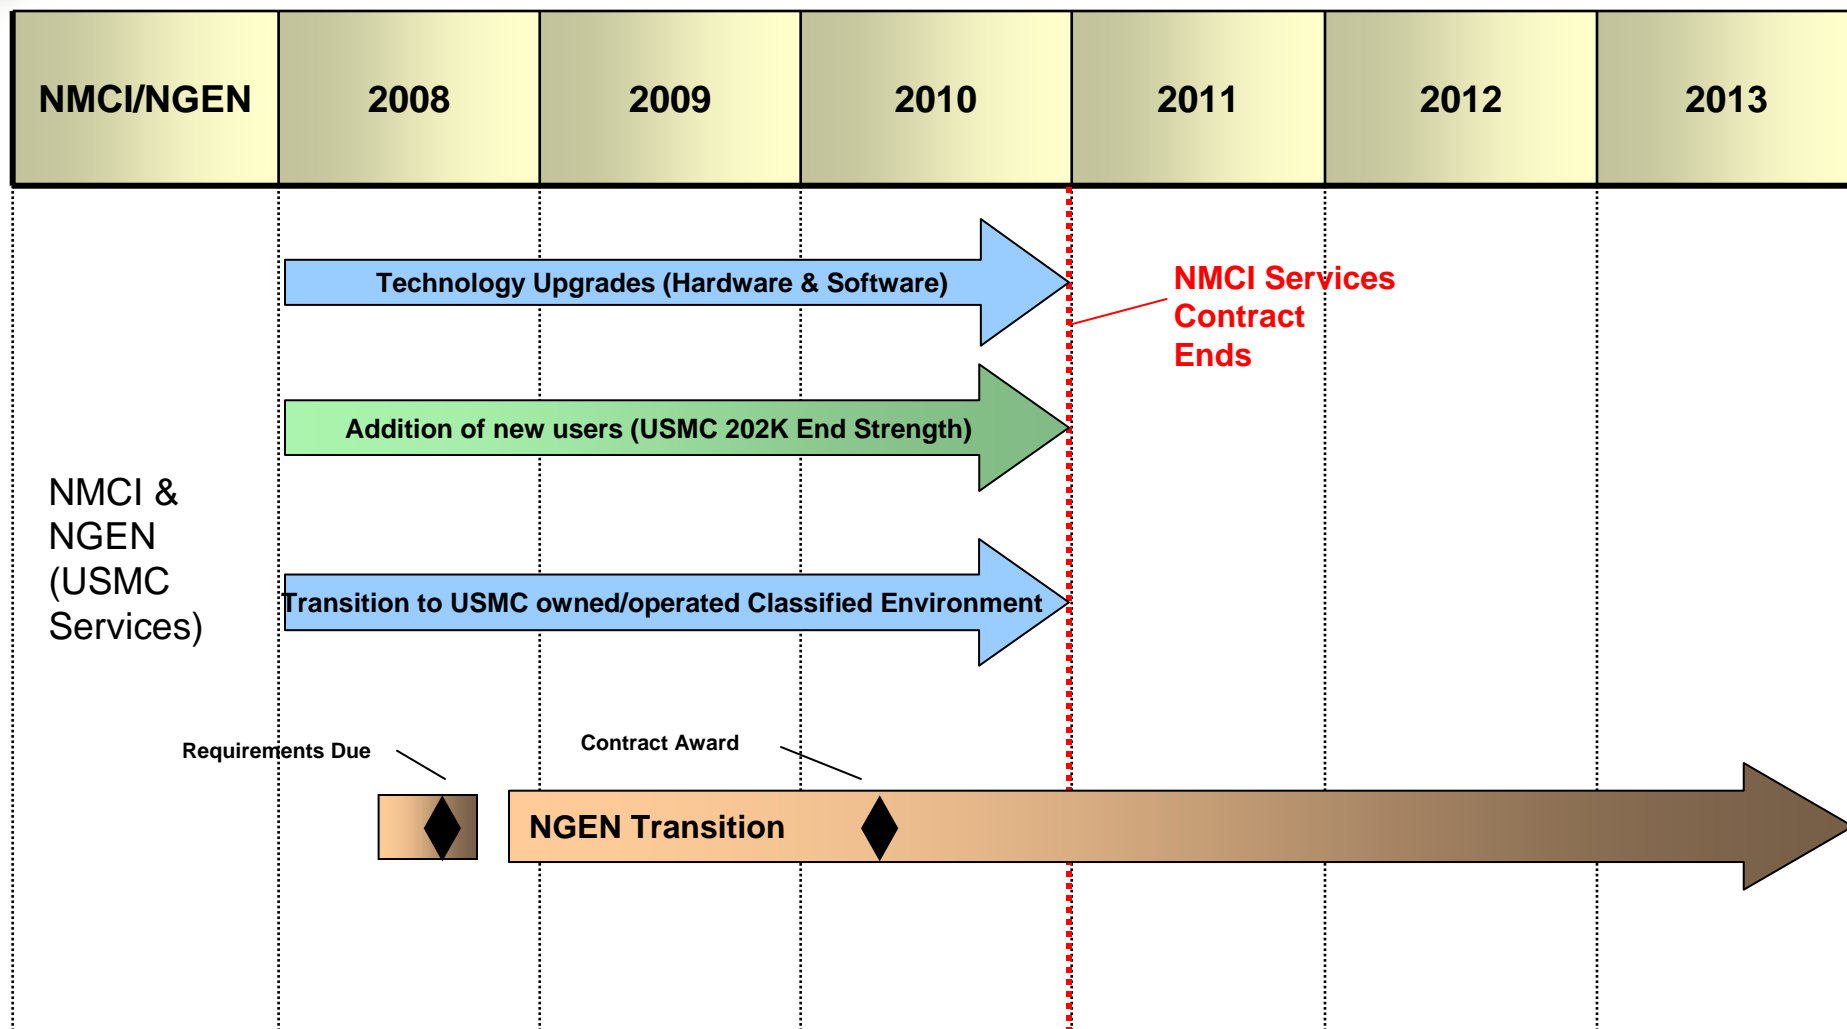 NMCI/NGEN
2008
2009
2010
2011
2012
2013
Technology Upgrades (Hardware & Software)
NMCI Services
Contract
Ends
Addition of new users (USMC 202K End Strength)
NMCI &
NGEN
(USMC
Services)
Transition to USMC owned/operated Classified Environment
Requirements Due
Contract Award
NGEN Transition